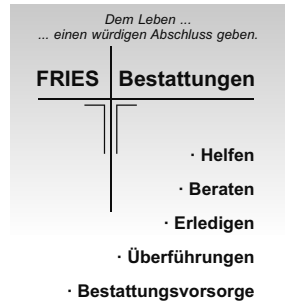 Dem Leben ...
... einen würdigen Abschluss geben.
FRIES Bestattungen
· Helfen
· Beraten
· Erledigen
· Überführungen
· Bestattungsvorsorge